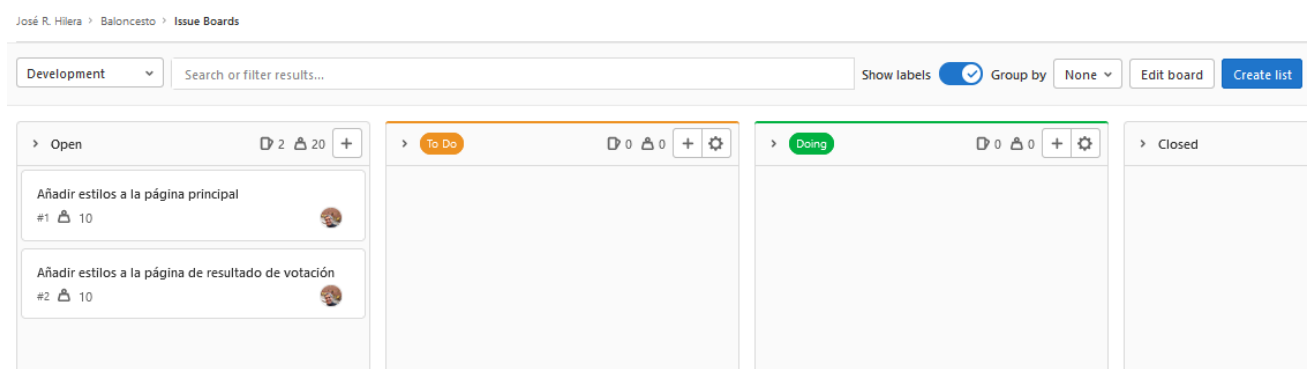 José R. Hilera > Baloncesto > Issue Boards
Development
Search or filter results...
Show labels
Group by
None
Edit board
Create list
Open
2
20
To Do
0
0
Doing
0
0
Closed
Añadir estilos a la página principal
#1
10
Añadir estilos a la página de resultado de votación
#2
10